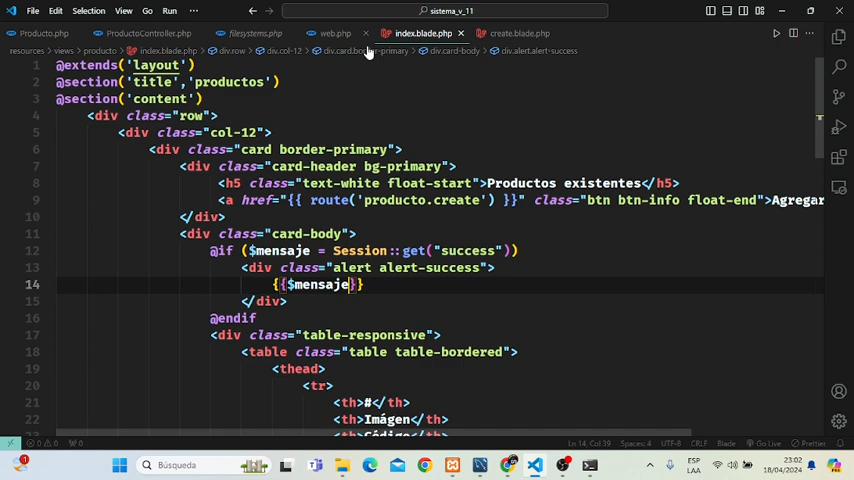 File Edit Selection View Go Run ... sistema_v_11
Producto.php ProductoController.php filesystems.php web.php index.blade.php create.blade.php
resources > views > producto > index.blade.php > div.row > div.col-12 > div.card.border-primary > div.card-body > div.alert.alert-success
1 @extends('layout')
2 @section('title','productos')
3 @section('content')
4 <div class="row">
5 <div class="col-12">
6 <div class="card border-primary">
7 <div class="card-header bg-primary">
8 <h5 class="text-white float-start">Productos existentes</h5>
9 <a href="{{ route('producto.create') }}" class="btn btn-info float-end">Agregar
10 </div>
11 <div class="card-body">
12 @if ($mensaje = Session::get("success"))
13 <div class="alert alert-success">
14 {{$mensaje}}
15 </div>
16 @endif
17 <div class="table-responsive">
18 <table class="table table-bordered">
19 <thead>
20 <tr>
21 <th>#</th>
22 <th>Imágen</th>
<th>Código</th>
0 0 0 Ln 14, Col 39 Spaces: 4 UTF-8 CRLF Blade Go Live Prettier
Búsqueda ESP LAA 23:02 18/04/2024